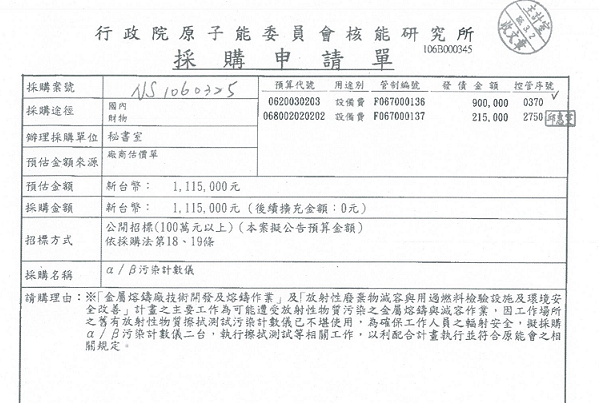 行政院原子能委員會核能研究所
106B000345
採購申請單
採購案號 NS1060325
預算代號 用途別 管制編號 發債金額 控管序號
0620030203 設備費 F067000136 900,000 0370
068002020202 設備費 F067000137 215,000 2750
採購途徑 國內
財物
辦理採購單位 秘書室
預估金額來源 廠商估價單
預估金額 新台幣： 1,115,000元
採購金額 新台幣： 1,115,000元 (後續擴充金額：0元)
招標方式 公開招標(100萬元以上) (本案擬公告預算金額)
依採購法第18、19條
採購名稱 α/β污染計數儀
請購理由：※「金屬熔鑄廠技術開發及熔鑄作業」及「放射性廢棄物減容與用過燃料檢驗設施及環境安
全改善」計畫之主要工作為可能遭受放射性物質污染之金屬熔鑄與減容作業，因工作場所
之舊有放射性物質擦拭測試污染計數儀已不堪使用，為確保工作人員之輻射安全，擬採購
α/β污染計數儀二台，執行擦拭測試等相關工作，以利配合計畫執行並符合原能會之相
關規定。